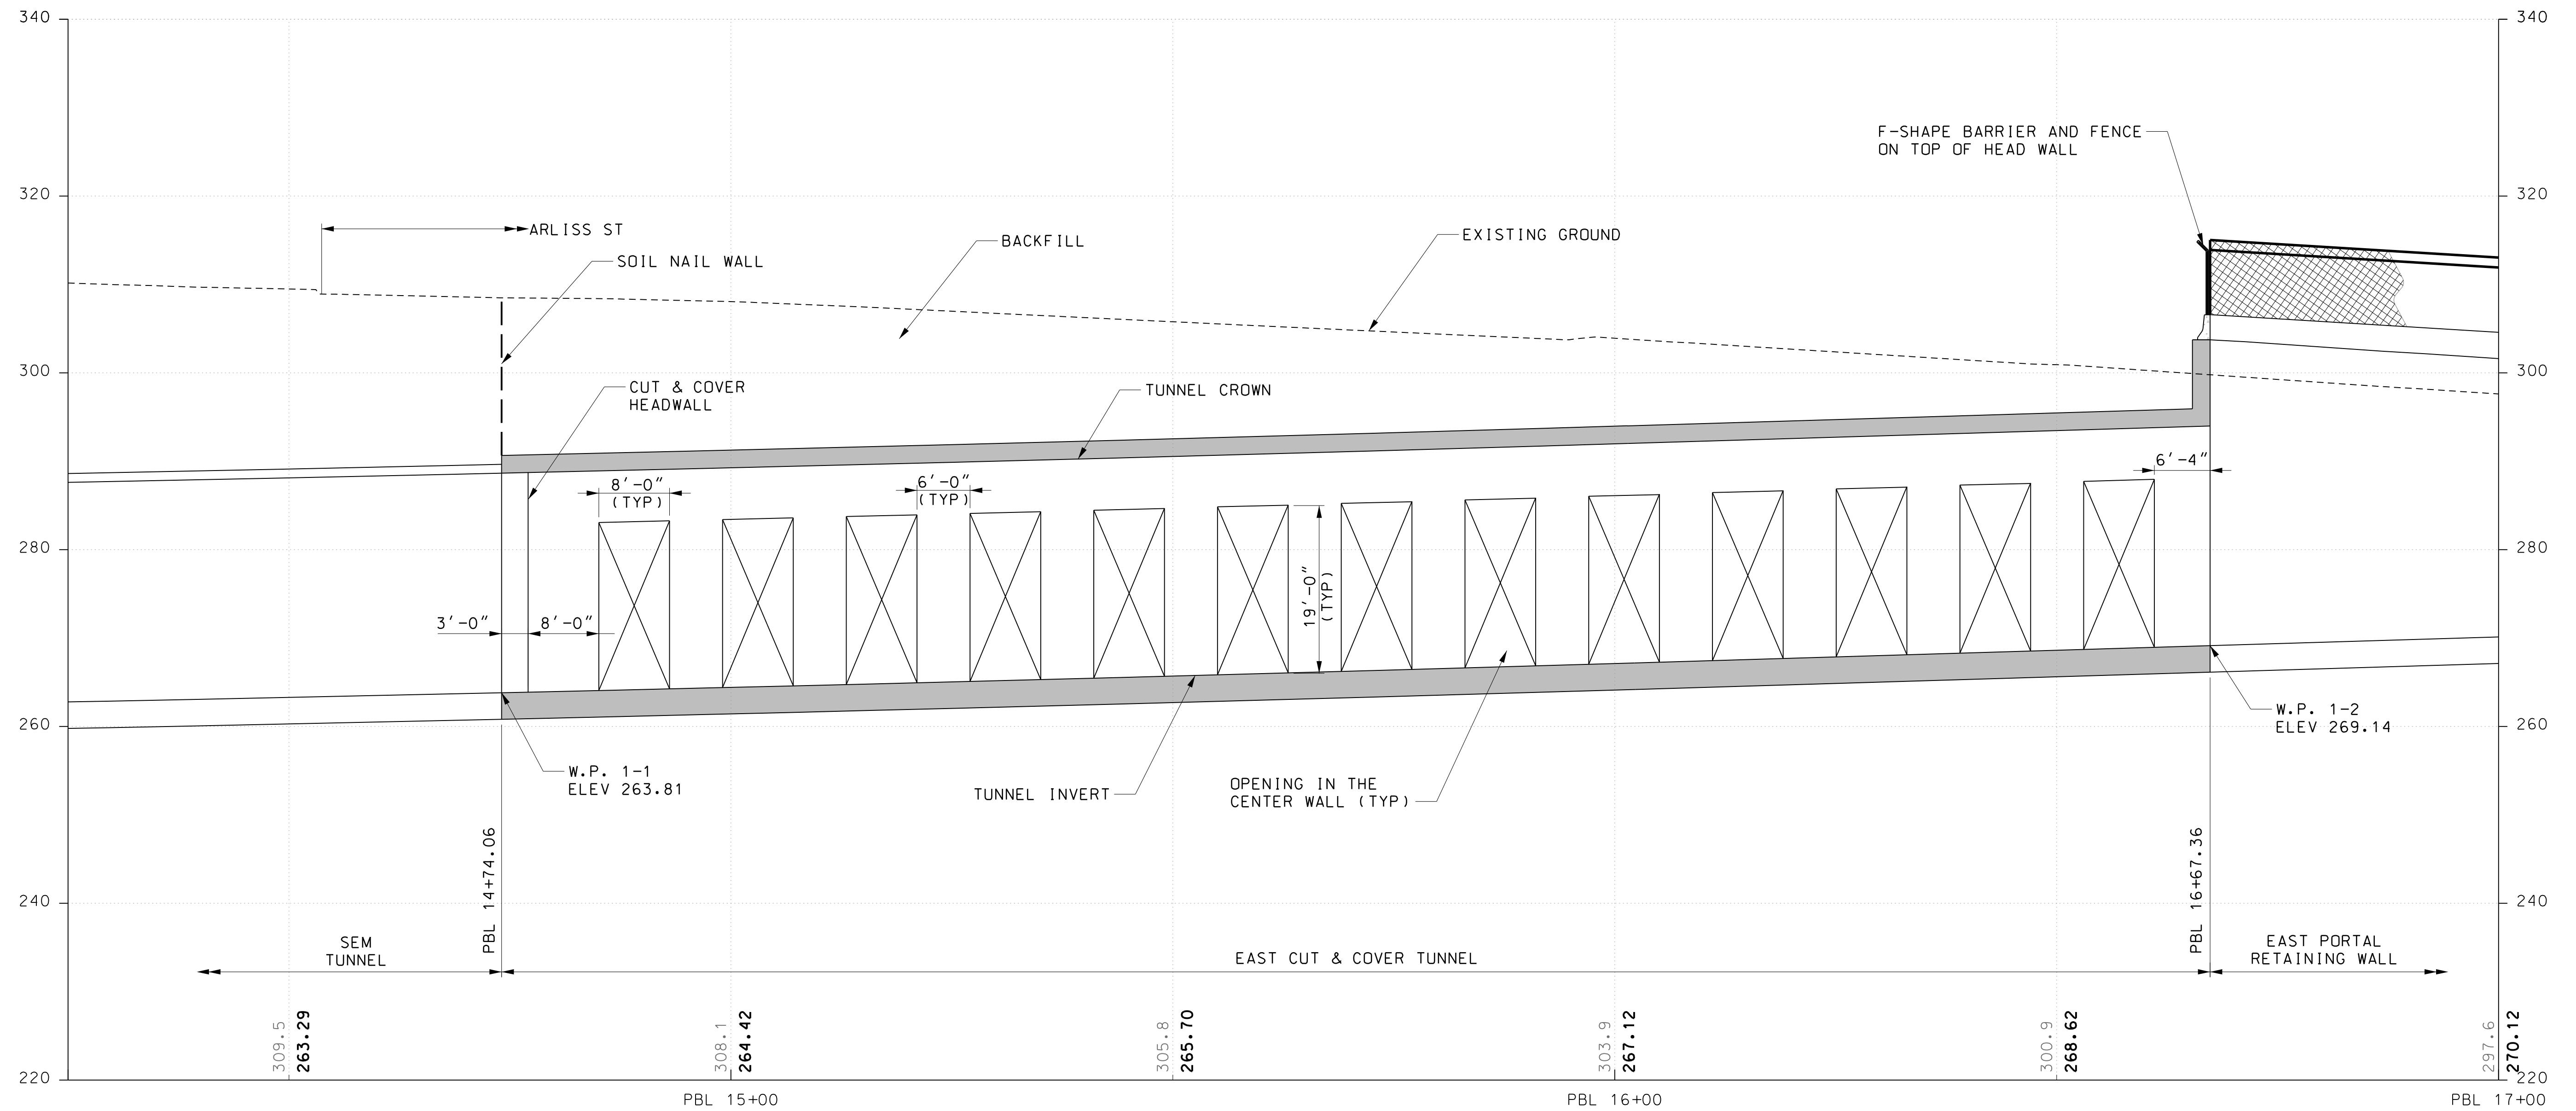 340
340
F-SHAPE BARRIER AND FENCE
ON TOP OF HEAD WALL
320
320
ARLISS ST
BACKFILL
EXISTING GROUND
SOIL NAIL WALL
300
300
CUT & COVER
HEADWALL
TUNNEL CROWN
6'-4"
8'-0"
(TYP)
6'-0"
(TYP)
280
280
19'-0"
(TYP)
3'-0"
8'-0"
260
260
W.P. 1-2
ELEV 269.14
W.P. 1-1
ELEV 263.81
TUNNEL INVERT
OPENING IN THE
CENTER WALL (TYP)
PBL 14+74.06
PBL 16+67.36
240
240
SEM
TUNNEL
EAST CUT & COVER TUNNEL
EAST PORTAL
RETAINING WALL
309.5
263.29
308.1
264.42
305.8
265.70
303.9
267.12
300.9
268.62
297.6
270.12
220
220
PBL 15+00
PBL 16+00
PBL 17+00